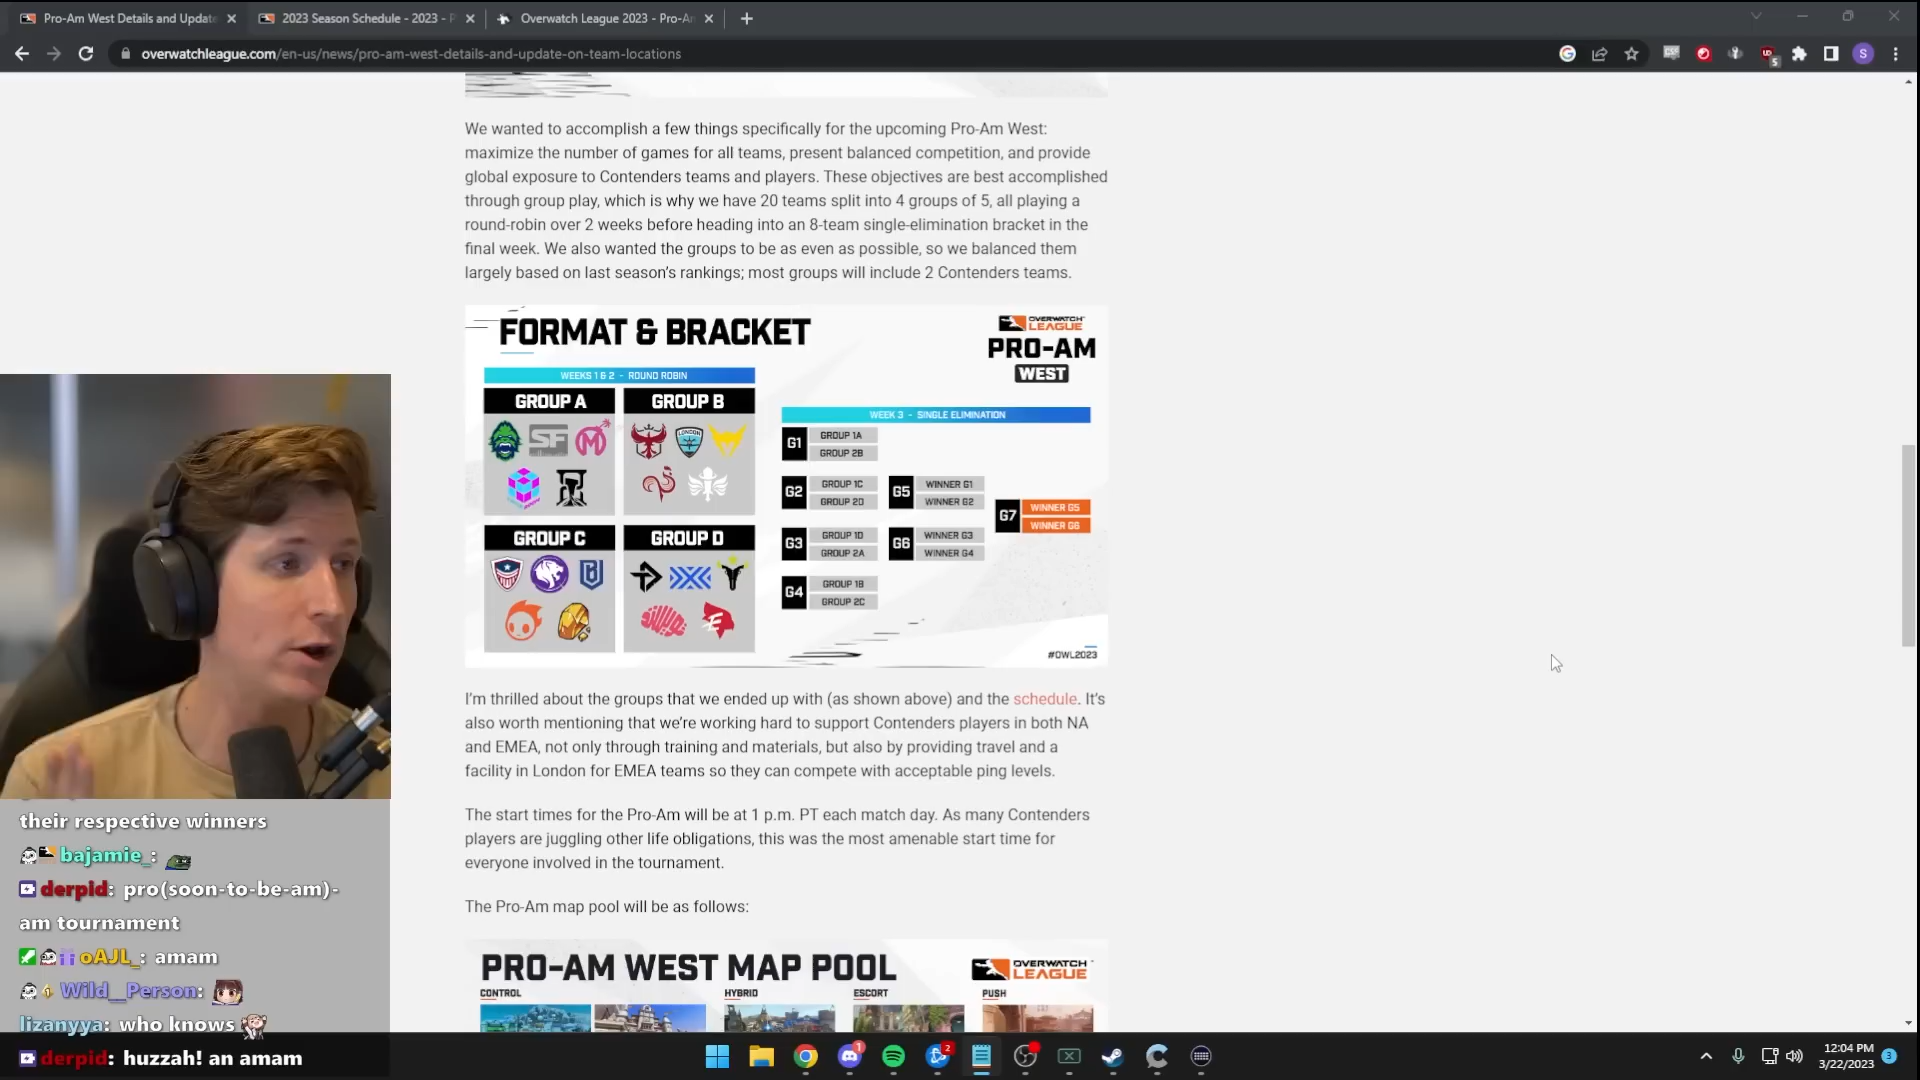 Pro-Am West Details and Update
2023 Season Schedule - 2023 - P
Overwatch League 2023 - Pro-Am
overwatchleague.com/en-us/news/pro-am-west-details-and-update-on-team-locations
We wanted to accomplish a few things specifically for the upcoming Pro-Am West:
maximize the number of games for all teams, present balanced competition, and provide
global exposure to Contenders teams and players. These objectives are best accomplished
through group play, which is why we have 20 teams split into 4 groups of 5, all playing a
round-robin over 2 weeks before heading into an 8-team single-elimination bracket in the
final week. We also wanted the groups to be as even as possible, so we balanced them
largely based on last season's rankings; most groups will include 2 Contenders teams.
FORMAT & BRACKET
OVERWATCH
LEAGUE
PRO-AM
WEST
WEEKS 1 & 2 - ROUND ROBIN
GROUP A
GROUP B
SF
LONDON
GROUP C
GROUP D
WEEK 3 - SINGLE ELIMINATION
G1
GROUP 1A
GROUP 2B
G2
GROUP 1C
GROUP 2D
G3
GROUP 1D
GROUP 2A
G4
GROUP 1B
GROUP 2C
G5
WINNER G1
WINNER G2
G6
WINNER G3
WINNER G4
G7
WINNER G5
WINNER G6
#OWL2023
I'm thrilled about the groups that we ended up with (as shown above) and the schedule. It's
also worth mentioning that we're working hard to support Contenders players in both NA
and EMEA, not only through training and materials, but also by providing travel and a
facility in London for EMEA teams so they can compete with acceptable ping levels.
The start times for the Pro-Am will be at 1 p.m. PT each match day. As many Contenders
players are juggling other life obligations, this was the most amenable start time for
everyone involved in the tournament.
The Pro-Am map pool will be as follows:
PRO-AM WEST MAP POOL
OVERWATCH
LEAGUE
CONTROL
HYBRID
ESCORT
PUSH
their respective winners
bajamie_:
derpid: pro(soon-to-be-am)-
am tournament
oAJL_: amam
Wild__Person:
lizanyya: who knows
derpid: huzzah! an amam
12:04 PM
3/22/2023